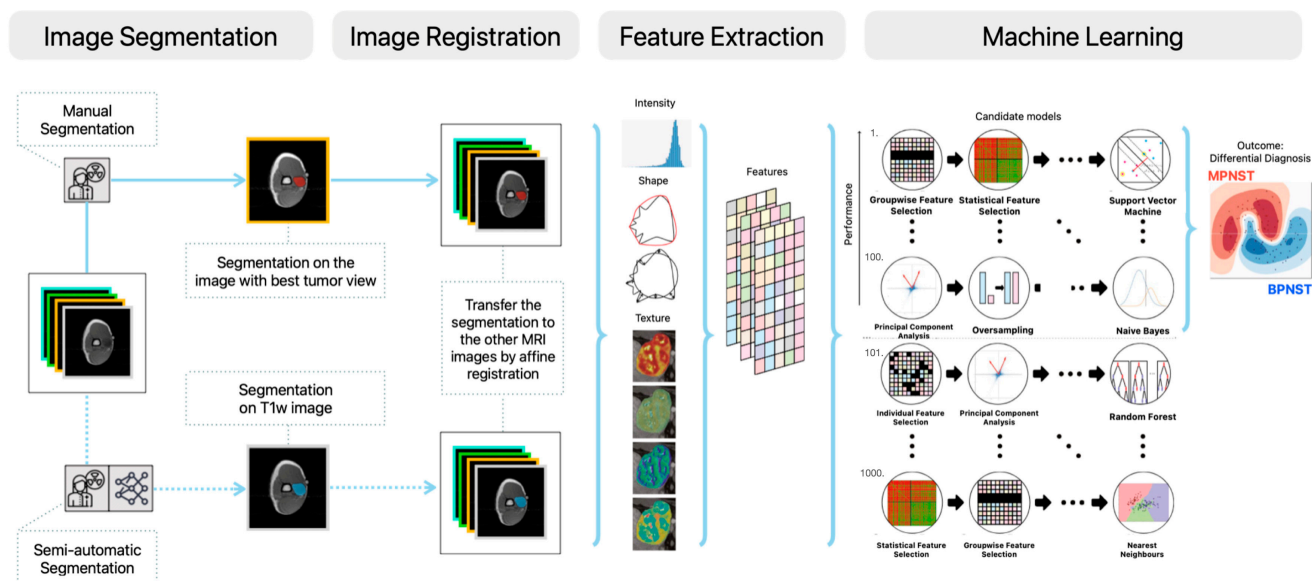 Image Segmentation
Image Registration
Feature Extraction
Machine Learning
Manual
Segmentation
Segmentation on the
image with best tumor view
Segmentation
on T1w image
Semi-automatic
Segmentation
Transfer the
segmentation to
the other MRI
images by affine
registration
Intensity
Shape
Texture
Features
Candidate models
Performance
1.
Groupwise Feature
Selection
Statistical Feature
Selection
Support Vector
Machine
100.
Principal Component
Analysis
Oversampling
Naive Bayes
101.
Individual Feature
Selection
Principal Component
Analysis
Random Forest
1000.
Statistical Feature
Selection
Groupwise Feature
Selection
Nearest
Neighbours
Outcome:
Differential Diagnosis
MPNST
BPNST